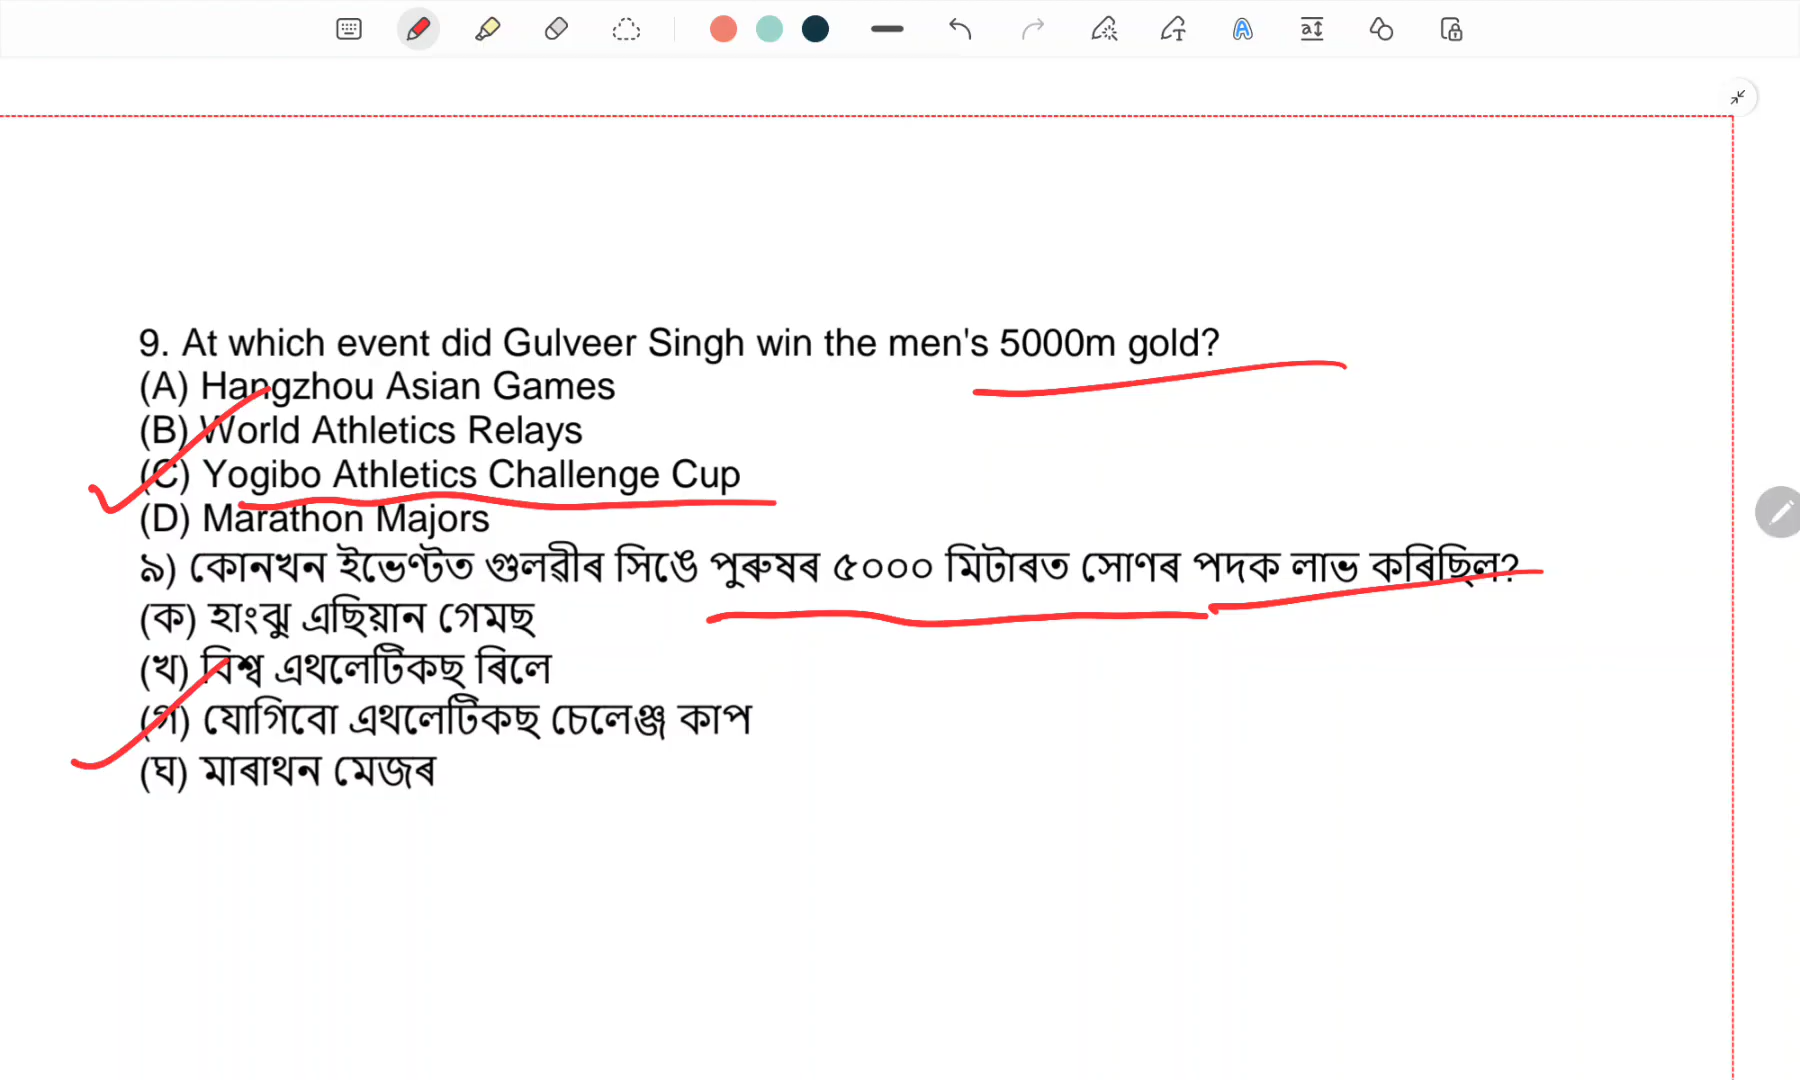 9. At which event did Gulveer Singh win the men's 5000m gold?
(A) Hangzhou Asian Games
(B) World Athletics Relays
(C) Yogibo Athletics Challenge Cup
(D) Marathon Majors
৯) কোনখন ইভেণ্টত গুলৱীৰ সিঙে পুৰুষৰ ৫০০০ মিটাৰত সোণৰ পদক লাভ কৰিছিল?
(ক) হাংঝু এছিয়ান গেমছ
(খ) বিশ্ব এথলেটিকছ ৰিলে
(গ) যোগিবো এথলেটিকছ চেলেঞ্জ কাপ
(ঘ) মাৰাথন মেজৰ